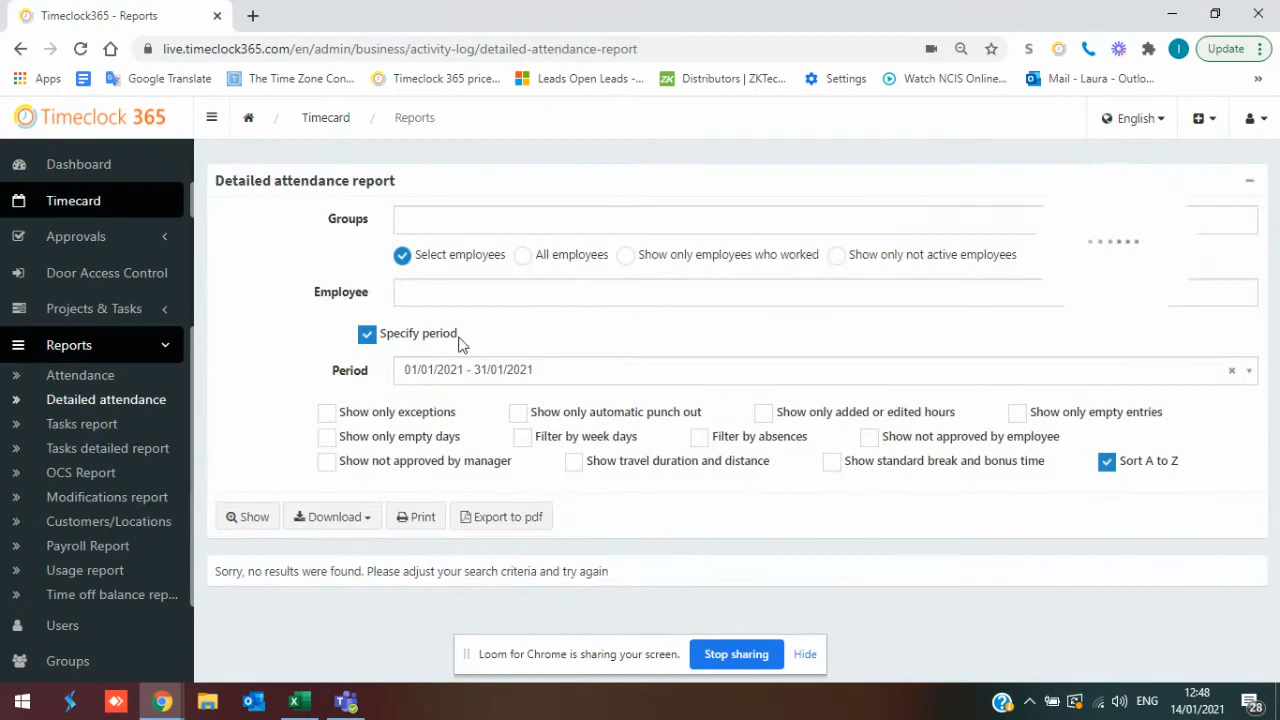 Timeclock365 - Reports
live.timeclock365.com/en/admin/business/activity-log/detailed-attendance-report
S
I
Update
Apps
Google Translate
The Time Zone Con...
Timeclock 365 price...
Leads Open Leads -...
ZK
Distributors | ZKTec...
Settings
Watch NCIS Online...
Mail - Laura - Outlo...
»
Timeclock 365
/ Timecard / Reports
English
Dashboard
Timecard
Approvals
Door Access Control
Projects & Tasks
Reports
Attendance
Detailed attendance
Tasks report
Tasks detailed report
OCS Report
Modifications report
Customers/Locations
Payroll Report
Usage report
Time off balance rep...
Users
Groups
Detailed attendance report
Groups
Select employees All employees Show only employees who worked Show only not active employees
Employee
Specify period
Period 01/01/2021 - 31/01/2021
Show only exceptions Show only automatic punch out Show only added or edited hours Show only empty entries
Show only empty days Filter by week days Filter by absences Show not approved by employee
Show not approved by manager Show travel duration and distance Show standard break and bonus time Sort A to Z
Show Download Print Export to pdf
Sorry, no results were found. Please adjust your search criteria and try again
Loom for Chrome is sharing your screen. Stop sharing Hide
ENG
12:48
14/01/2021
28